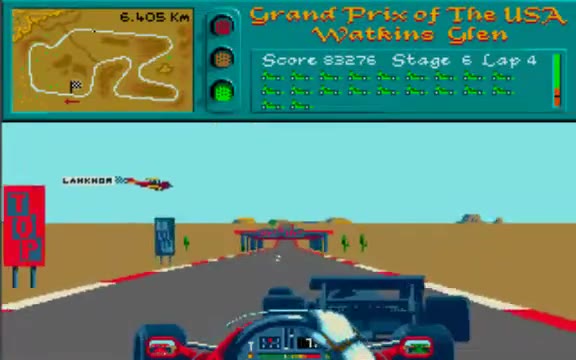 6.405 Km
Grand Prix of The USA
Watkins Glen
Score 83276 Stage 6 Lap 4
LANKHOR
TOP